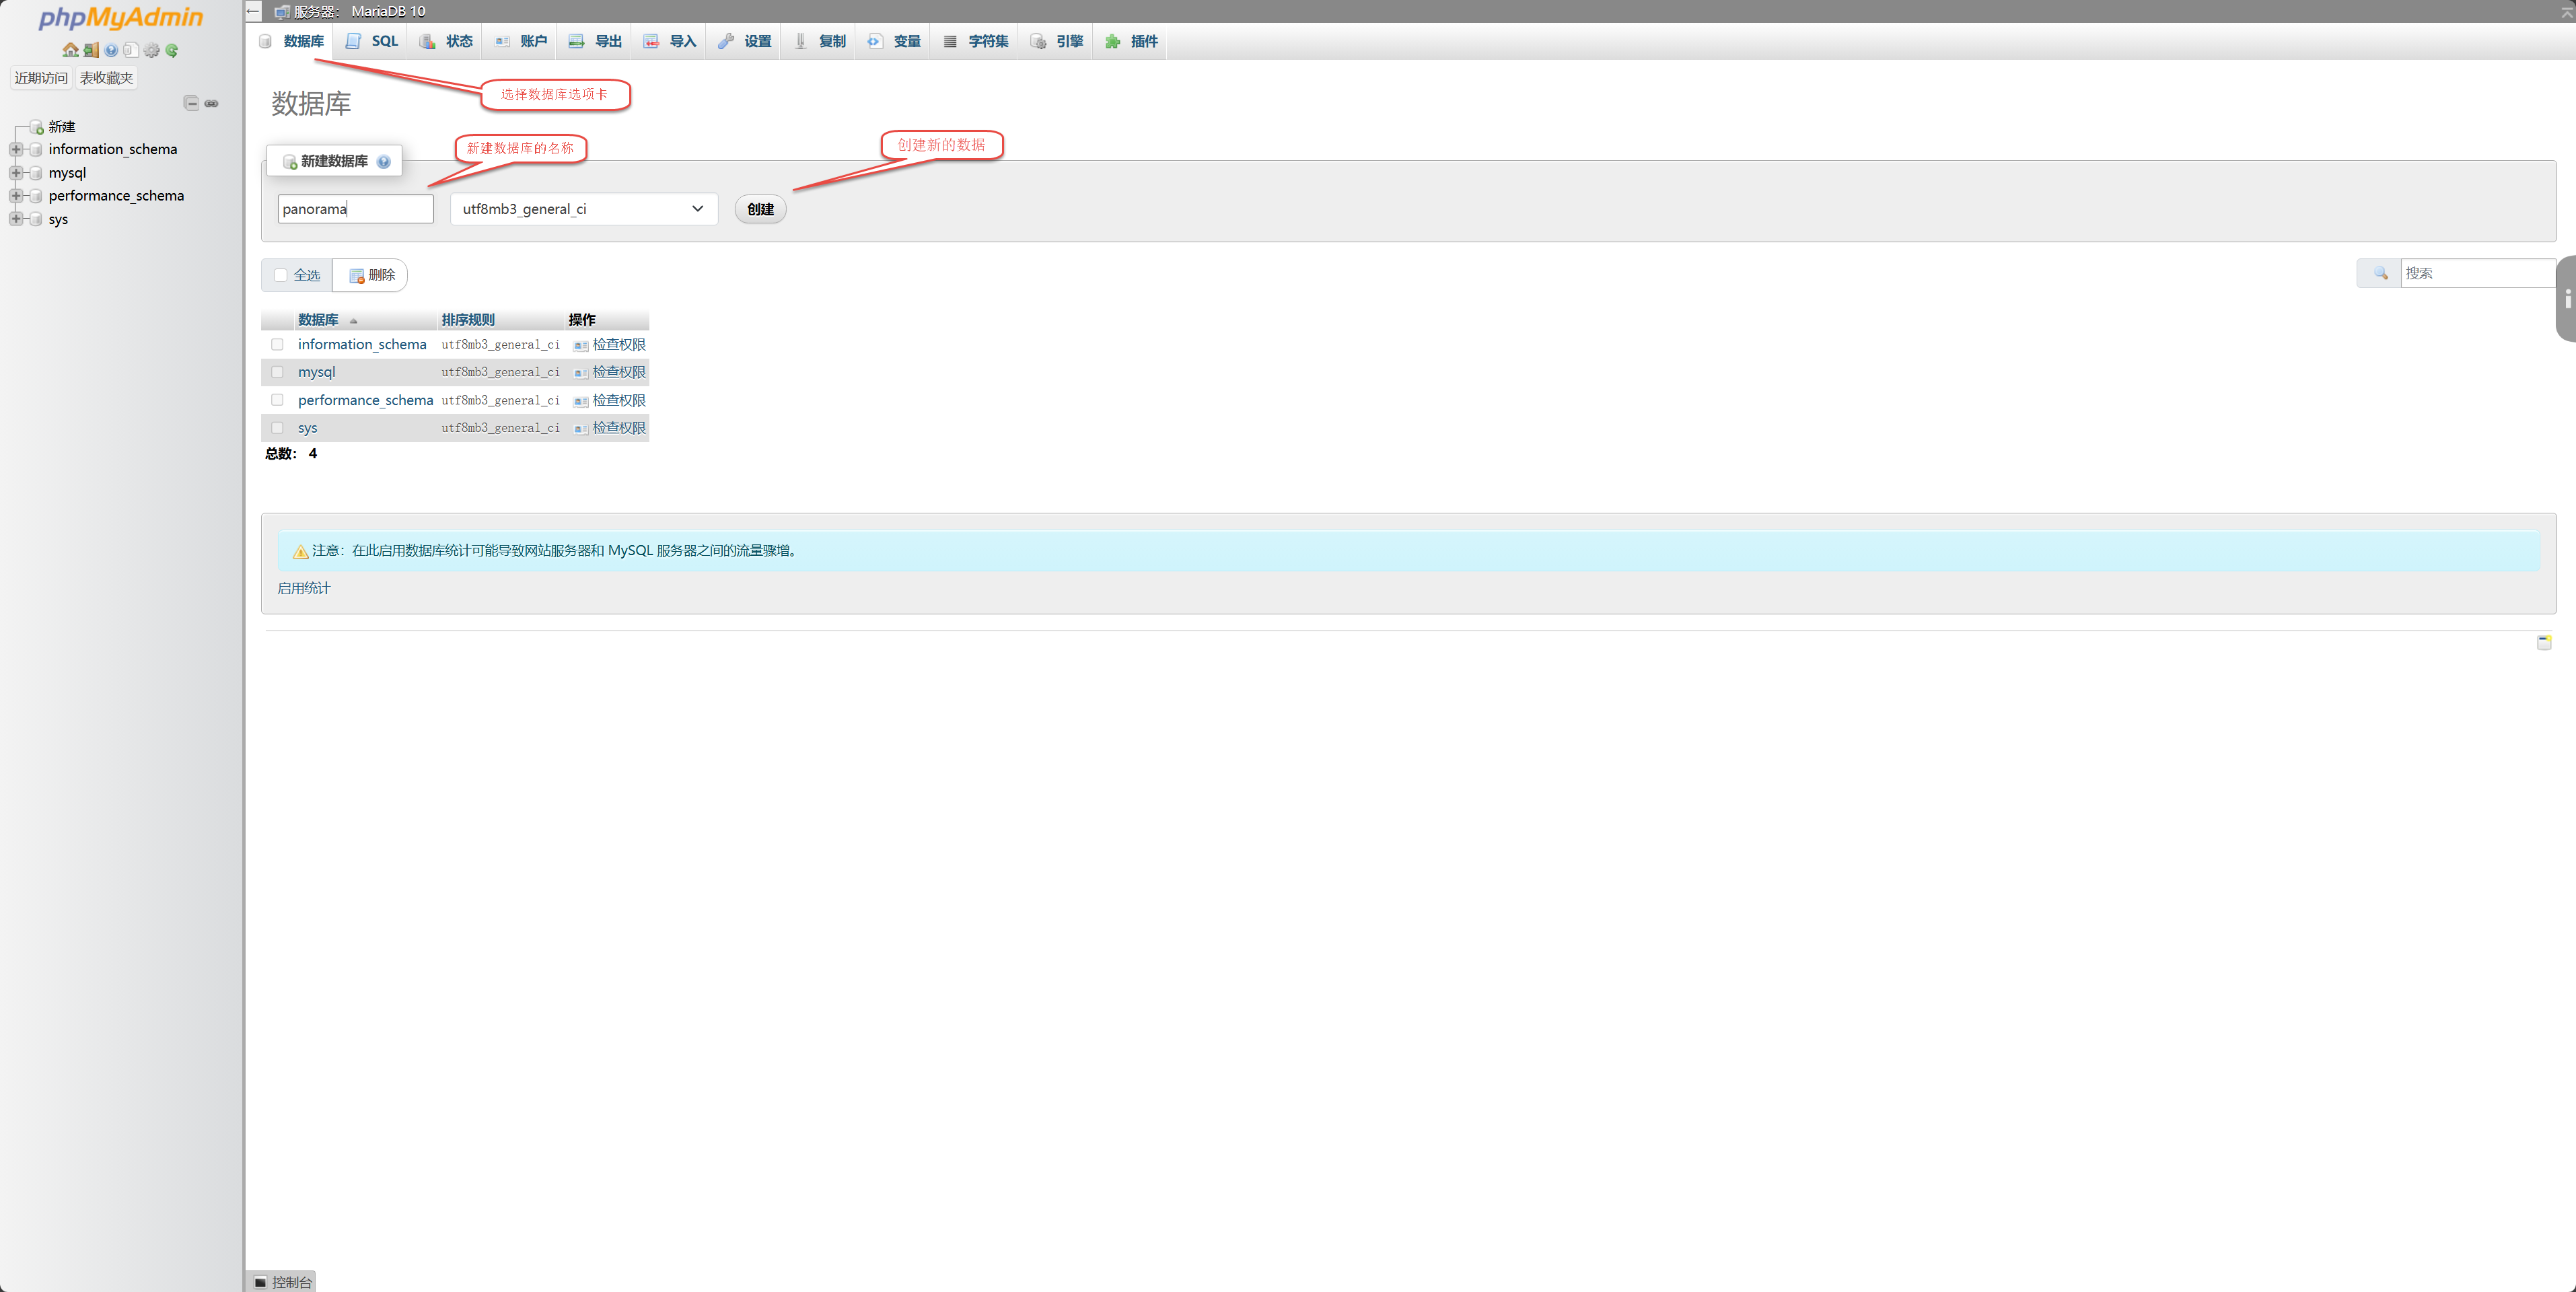 phpMyAdmin
近期访问 表收藏夹
新建
information_schema
mysql
performance_schema
sys
服务器： MariaDB 10
数据库 SQL 状态 账户 导出 导入 设置 复制 变量 字符集 引擎 插件
选择数据库选项卡
数据库
新建数据库的名称
创建新的数据
新建数据库
panorama utf8mb3_general_ci 创建
全选 删除
搜索
数据库 排序规则 操作
information_schema utf8mb3_general_ci 检查权限
mysql utf8mb3_general_ci 检查权限
performance_schema utf8mb3_general_ci 检查权限
sys utf8mb3_general_ci 检查权限
总数： 4
注意：在此启用数据库统计可能导致网站服务器和 MySQL 服务器之间的流量骤增。
启用统计
控制台